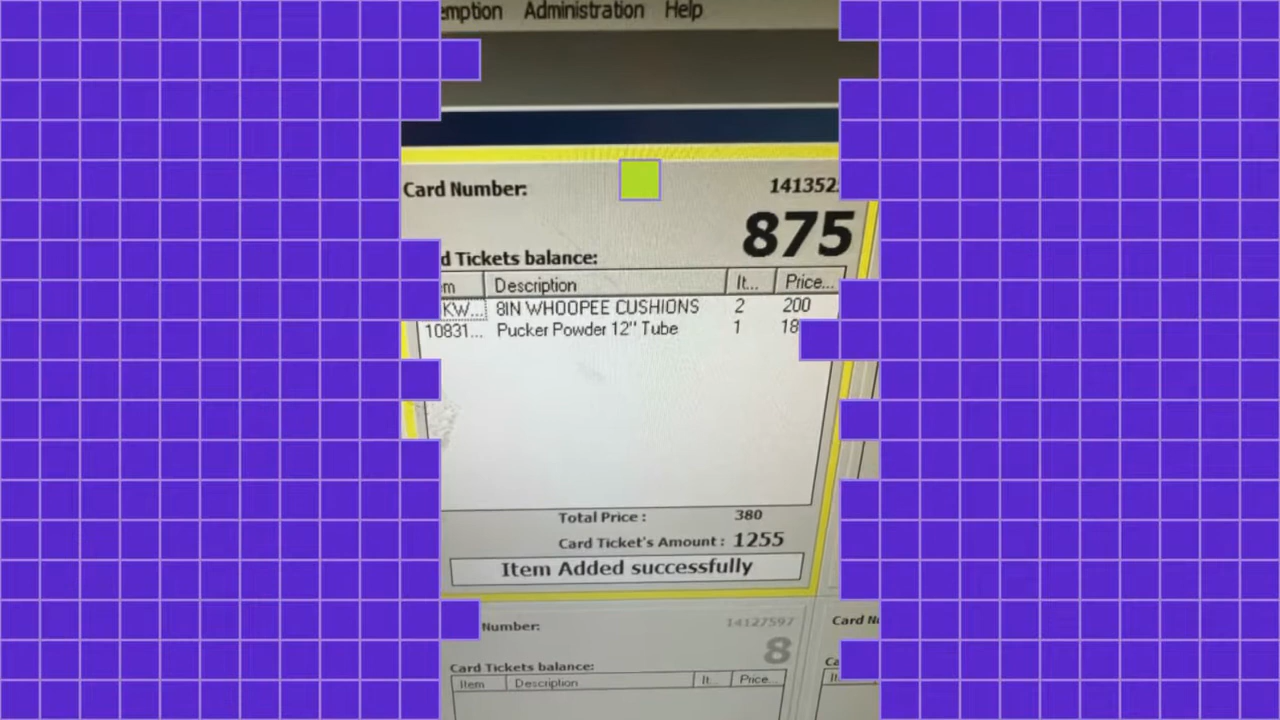 Administration Help
Card Number:
875
Tickets balance:
Description It... Price...
KW... 8IN WHOOPEE CUSHIONS 2 200
10831... Pucker Powder 12" Tube 1
Total Price : 380
Card Ticket's Amount : 1255
Item Added successfully
Number: 14127597 Card
8
Card Tickets balance:
Item Description It... Price...